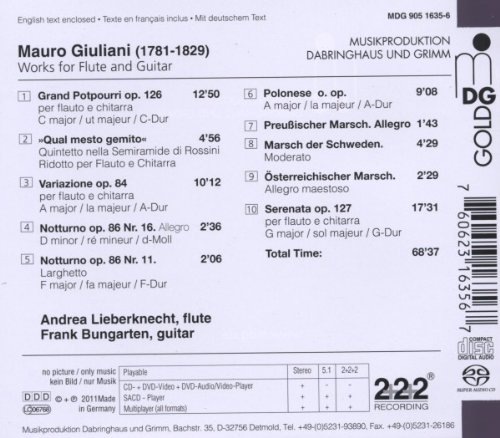 English text enclosed • Texte en français inclus • Mit deutschem Text
MDG 905 1635-6
Mauro Giuliani (1781-1829)
Works for Flute and Guitar
MUSIKPRODUKTION
DABRINGHAUS UND GRIMM
MDG
GOLD
1 Grand Potpourri op. 126 12'50
per flauto e chitarra
C major / ut majeur / C-Dur
2 »Qual mesto gemito« 4'56
Quintetto nella Semiramide di Rossini
Ridotto per Flauto e Chitarra
3 Variazione op. 84 10'12
per flauto e chitarra
A major / la majeur / A-Dur
4 Notturno op. 86 Nr. 16. Allegro 2'36
D minor / ré mineur / d-Moll
5 Notturno op. 86 Nr. 11. 2'06
Larghetto
F major / fa majeur / F-Dur
6 Polonese o. op. 9'08
A major / la majeur / A-Dur
7 Preußischer Marsch. Allegro 1'43
8 Marsch der Schweden. 4'29
Moderato
9 Österreichischer Marsch. 2'29
Allegro maestoso
10 Serenata op. 127 17'31
per flauto e chitarra
G major / sol majeur / G-Dur
Total Time: 68'37
Andrea Lieberknecht, flute
Frank Bungarten, guitar
7 60623 16356 7
COMPACT
disc
DIGITAL AUDIO
SUPER AUDIO CD
no picture / only music
kein Bild / nur Musik
Playable Stereo 5.1 2+2+2
CD- + DVD-Video + DVD-Audio/Video-Player + - -
SACD - Player + + +
Multiplayer (all formats) + + +
DDD
LC06768
© + ℗ 2011 Made
in Germany
2+2+2®
RECORDING
Musikproduktion Dabringhaus und Grimm, Bachstr. 35, D-32756 Detmold, Tel. +49-(0)5231-93890, Fax. +49-(0)5231-26186